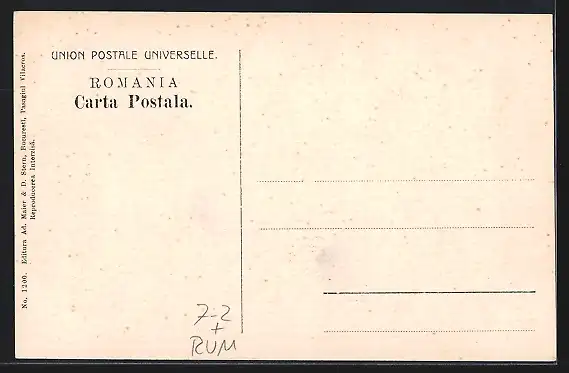 UNION POSTALE UNIVERSELLE.
ROMANIA
Carta Postala.
No. 1200. Editura Ad. Maier & D. Stern, Bucuresti, Pasagiul Vilacros.
Reproducerea Interzisă.
7-2
+
RUM